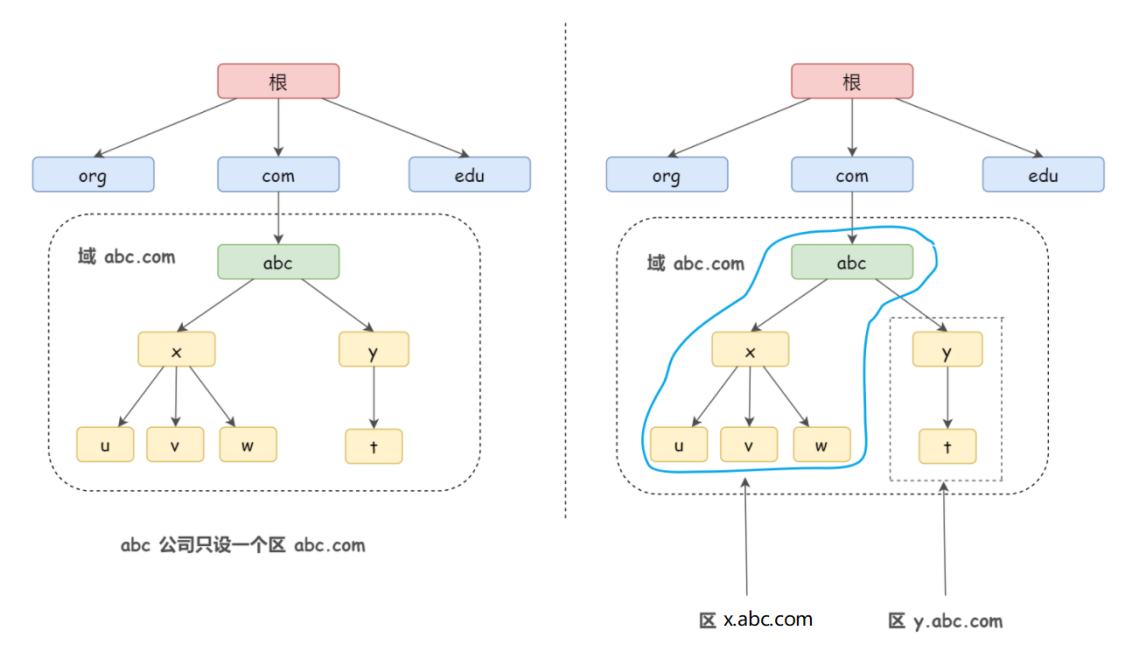 根
org
com
edu
域 abc.com
abc
x
y
u
v
w
t
abc 公司只设一个区 abc.com
根
org
com
edu
域 abc.com
abc
x
y
u
v
w
t
区 x.abc.com
区 y.abc.com